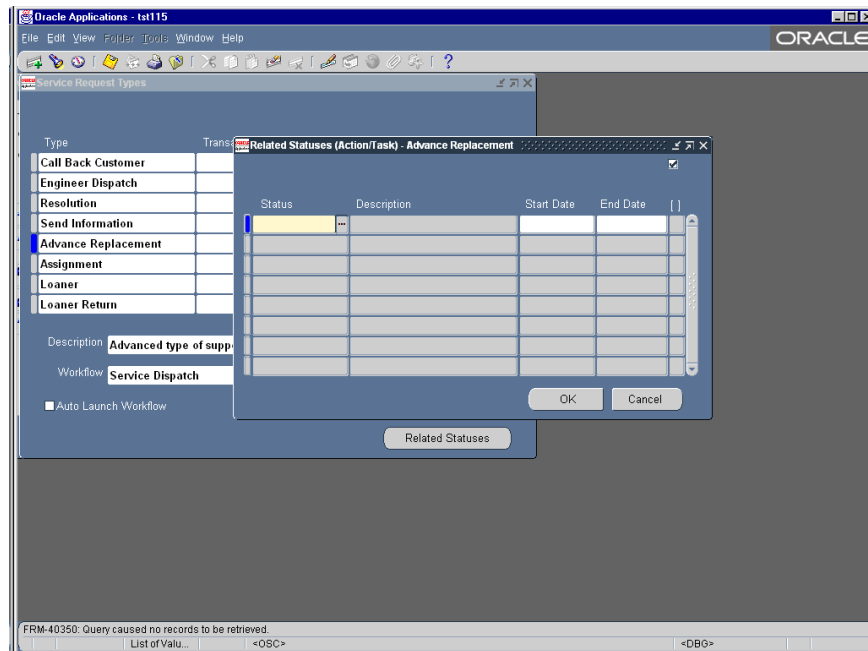 Oracle Applications - tst115
File Edit View Folder Tools Window Help
ORACLE
Service Request Types
Type
Related Statuses (Action/Task) - Advance Replacement
Call Back Customer
Engineer Dispatch
Resolution
Send Information
Advance Replacement
Assignment
Loaner
Loaner Return
Status Description Start Date End Date [ ]
Description Advanced type of
Workflow Service Dispatch
Auto Launch Workflow
OK Cancel
Related Statuses
FRM-40350: Query caused no records to be retrieved.
List of Valu... <OSC> <DBG>